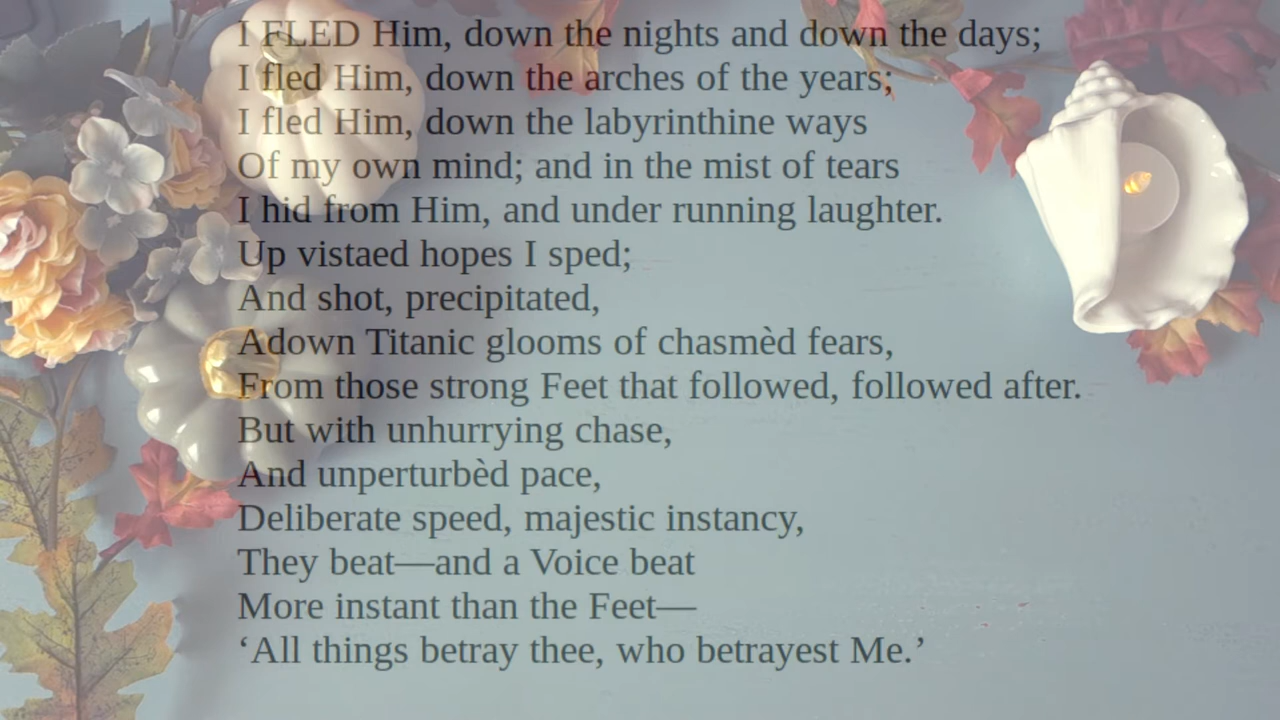 I FLED Him, down the nights and down the days;
I fled Him, down the arches of the years;
I fled Him, down the labyrinthine ways
Of my own mind; and in the mist of tears
I hid from Him, and under running laughter.
Up vistaed hopes I sped;
And shot, precipitated,
Adown Titanic glooms of chasmèd fears,
From those strong Feet that followed, followed after.
But with unhurrying chase,
And unperturbèd pace,
Deliberate speed, majestic instancy,
They beat—and a Voice beat
More instant than the Feet—
‘All things betray thee, who betrayest Me.’